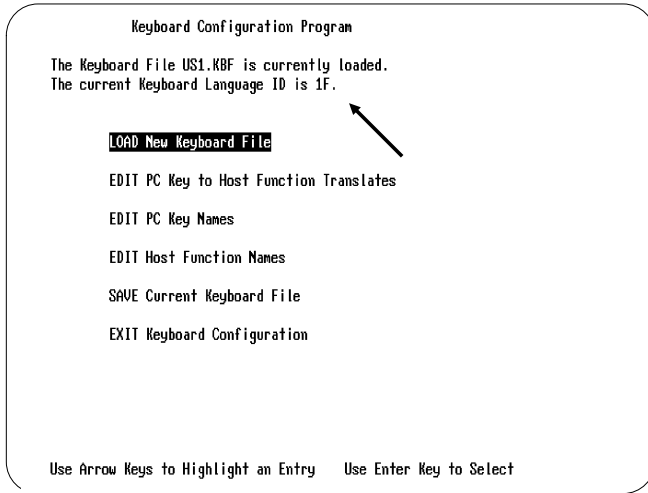 Keyboard Configuration Program
The Keyboard File US1.KBF is currently loaded.
The current Keyboard Language ID is 1F.
LOAD New Keyboard File
EDIT PC Key to Host Function Translates
EDIT PC Key Names
EDIT Host Function Names
SAVE Current Keyboard File
EXIT Keyboard Configuration
Use Arrow Keys to Highlight an Entry    Use Enter Key to Select